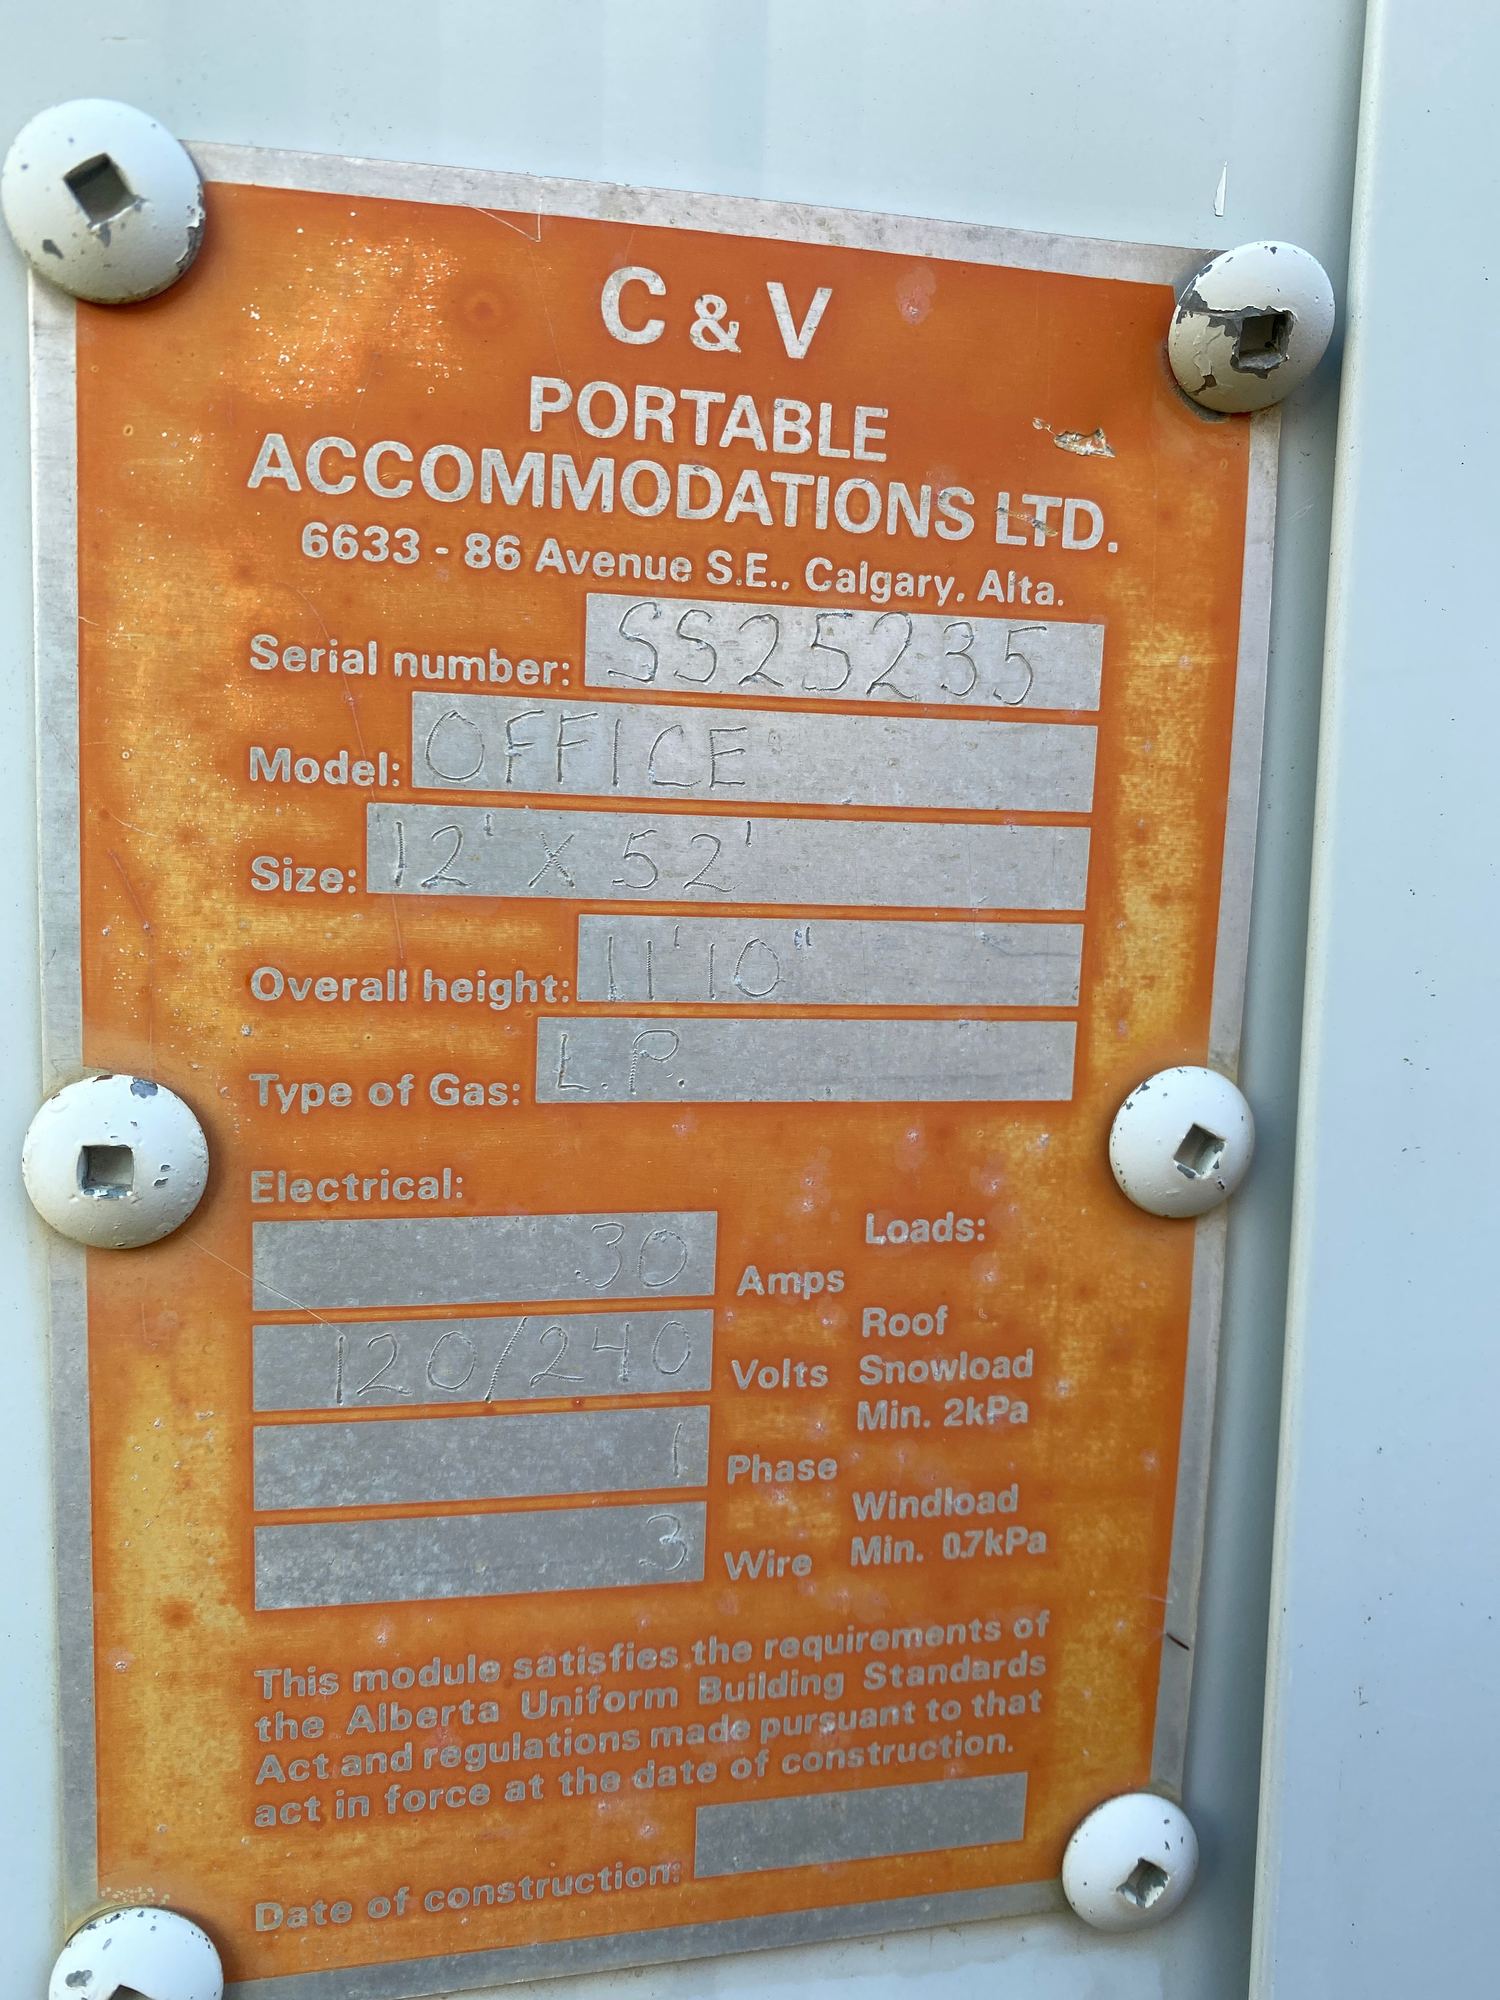 C & V
PORTABLE
ACCOMMODATIONS LTD.
6633 - 86 Avenue S.E., Calgary, Alta.
Serial number: SS25235
Model: OFFICE
Size: 12' X 52'
Overall height: 11' 10"
Type of Gas: L.P.
Electrical:
Loads:
30 Amps
Roof
120/240 Volts Snowload
Min. 2kPa
1 Phase
Windload
3 Wire Min. 0.7kPa
This module satisfies the requirements of
the Alberta Uniform Building Standards
Act and regulations made pursuant to that
act in force at the date of construction.
Date of construction: